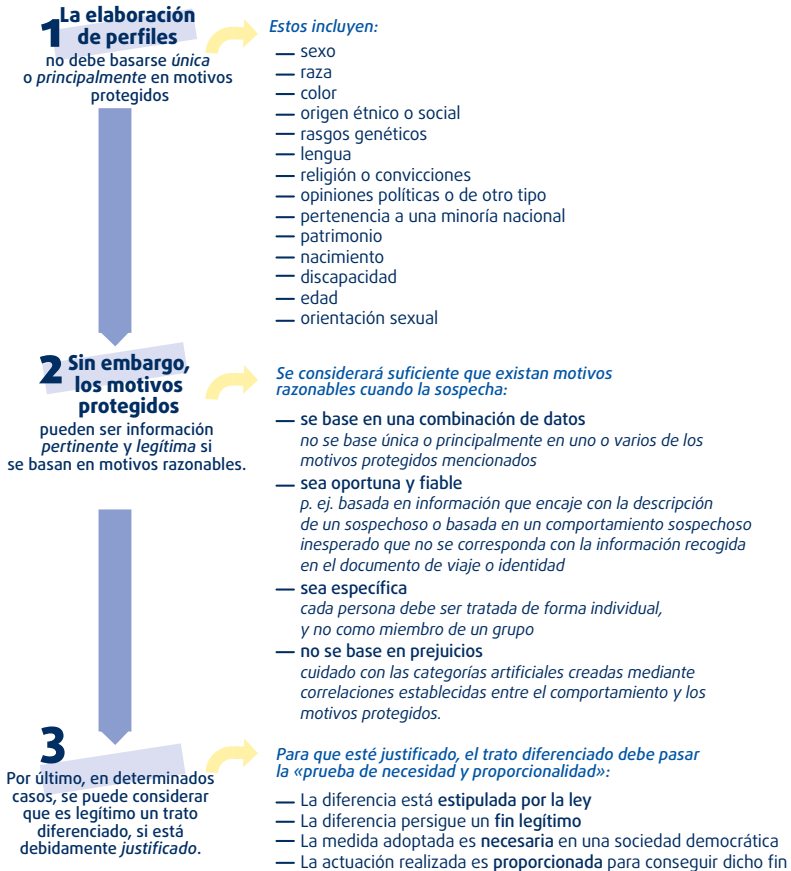 1 La elaboración
de perfiles
no debe basarse única
o principalmente en motivos
protegidos
Estos incluyen:
— sexo
— raza
— color
— origen étnico o social
— rasgos genéticos
— lengua
— religión o convicciones
— opiniones políticas o de otro tipo
— pertenencia a una minoría nacional
— patrimonio
— nacimiento
— discapacidad
— edad
— orientación sexual
2 Sin embargo,
los motivos
protegidos
pueden ser información
pertinente y legítima si
se basan en motivos razonables.
Se considerará suficiente que existan motivos
razonables cuando la sospecha:
— se base en una combinación de datos
no se base única o principalmente en uno o varios de los
motivos protegidos mencionados
— sea oportuna y fiable
p. ej. basada en información que encaje con la descripción
de un sospechoso o basada en un comportamiento sospechoso
inesperado que no se corresponda con la información recogida
en el documento de viaje o identidad
— sea específica
cada persona debe ser tratada de forma individual,
y no como miembro de un grupo
— no se base en prejuicios
cuidado con las categorías artificiales creadas mediante
correlaciones establecidas entre el comportamiento y los
motivos protegidos.
3
Por último, en determinados
casos, se puede considerar
que es legítimo un trato
diferenciado, si está
debidamente justificado.
Para que esté justificado, el trato diferenciado debe pasar
la «prueba de necesidad y proporcionalidad»:
— La diferencia está estipulada por la ley
— La diferencia persigue un fin legítimo
— La medida adoptada es necesaria en una sociedad democrática
— La actuación realizada es proporcionada para conseguir dicho fin